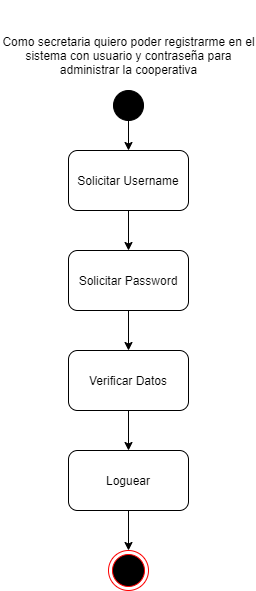 Como secretaria quiero poder registrarme en el
sistema con usuario y contraseña para
administrar la cooperativa
Solicitar Username
Solicitar Password
Verificar Datos
Loguear